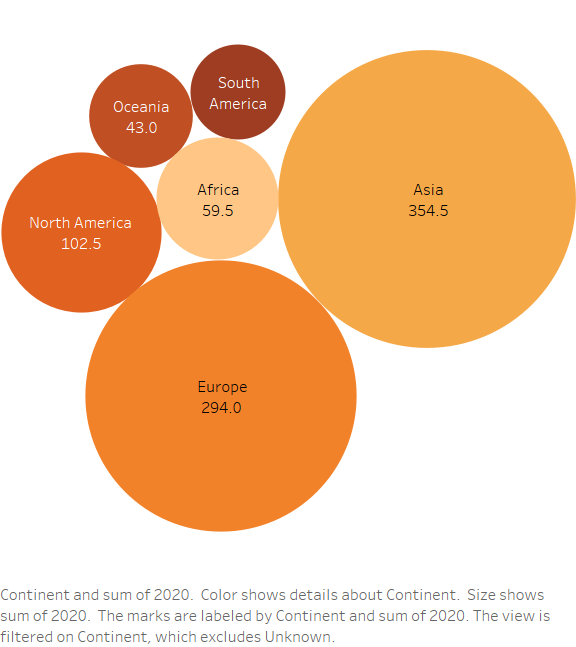 South
America
Oceania
43.0
Africa
59.5
Asia
354.5
North America
102.5
Europe
294.0
Continent and sum of 2020.  Color shows details about Continent.  Size shows
sum of 2020.  The marks are labeled by Continent and sum of 2020. The view is
filtered on Continent, which excludes Unknown.